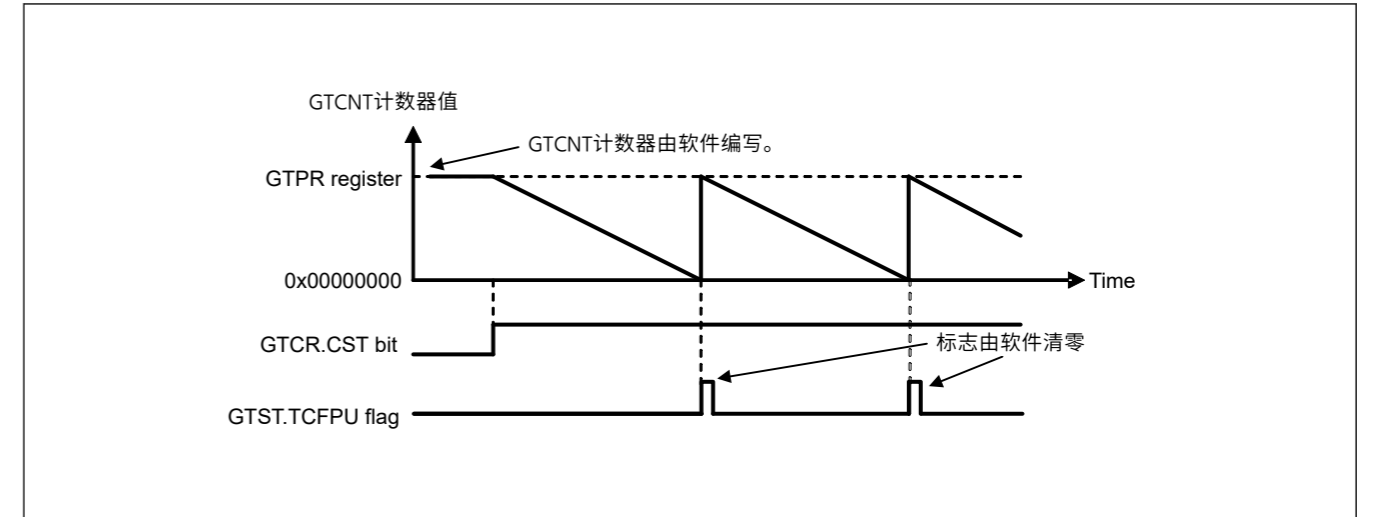 GTCNT计数器值
GTCNT计数器由软件编写。
GTPR register
0x00000000
Time
GTCR.CST bit
标志由软件清零
GTST.TCFPU flag